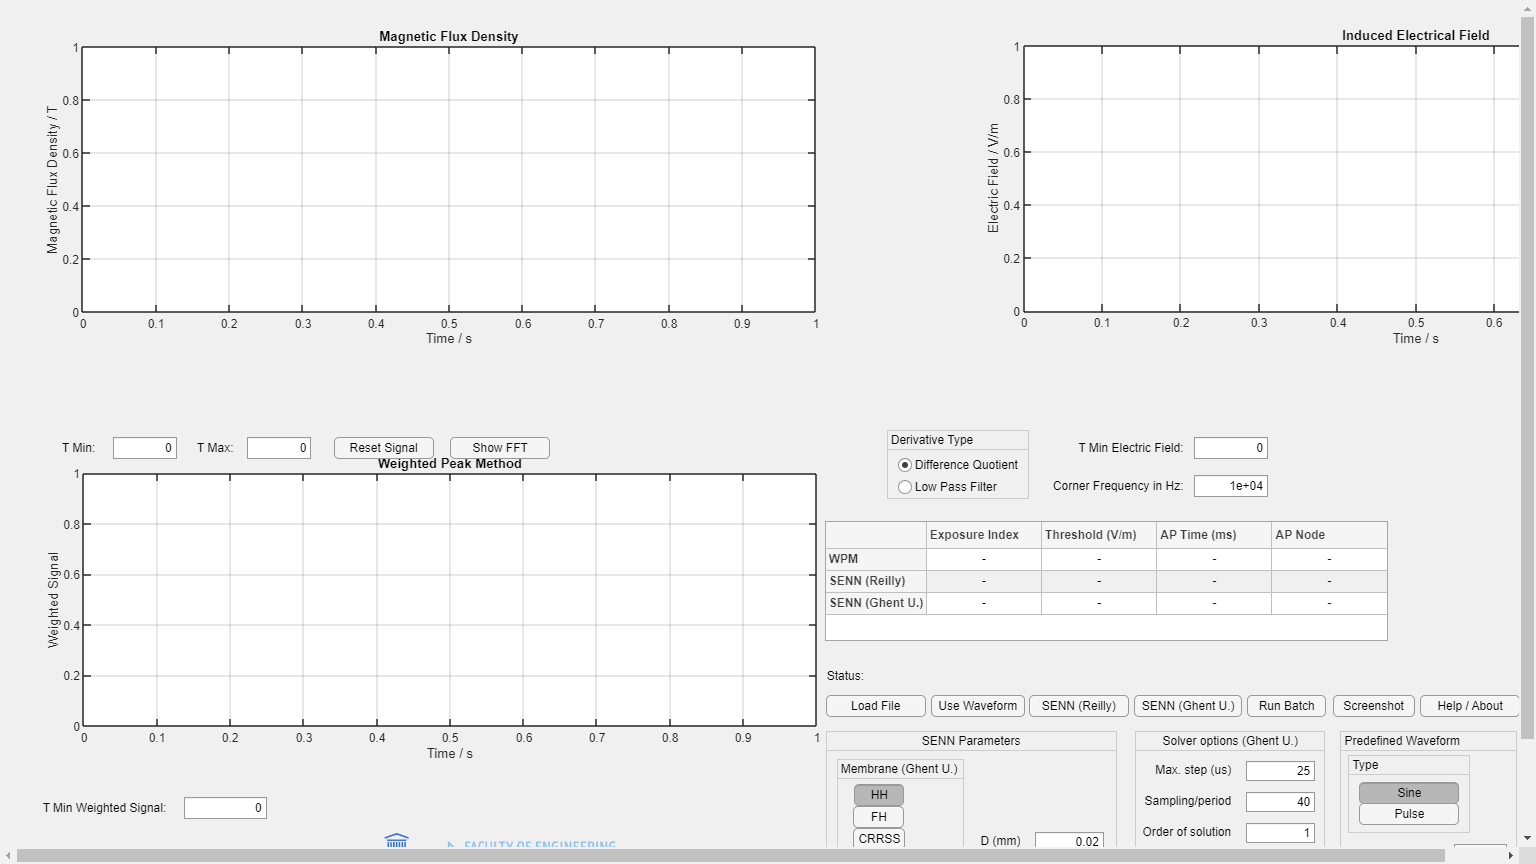 Magnetic Flux Density
1
0.8
0.6
0.4
0.2
0
Magnetic Flux Density / T
0 0.1 0.2 0.3 0.4 0.5 0.6 0.7 0.8 0.9 1
Time / s
Induced Electrical Field
1
0.8
0.6
0.4
0.2
0
Electric Field / V/m
0 0.1 0.2 0.3 0.4 0.5 0.6
Time / s
T Min: 0 T Max: 0 Reset Signal Show FFT
Weighted Peak Method
1
0.8
0.6
0.4
0.2
0
Weighted Signal
0 0.1 0.2 0.3 0.4 0.5 0.6 0.7 0.8 0.9 1
Time / s
T Min Weighted Signal: 0
FACULTY OF ENGINEERING
Derivative Type
Difference Quotient
Low Pass Filter
T Min Electric Field: 0
Corner Frequency in Hz: 1e+04
Exposure Index Threshold (V/m) AP Time (ms) AP Node
WPM - - - -
SENN (Reilly) - - - -
SENN (Ghent U.) - - - -
Status:
Load File Use Waveform SENN (Reilly) SENN (Ghent U.) Run Batch Screenshot Help / About
SENN Parameters
Membrane (Ghent U.)
HH
FH
CRRSS
D (mm) 0.02
Solver options (Ghent U.)
Max. step (us) 25
Sampling/period 40
Order of solution 1
Predefined Waveform
Type
Sine
Pulse